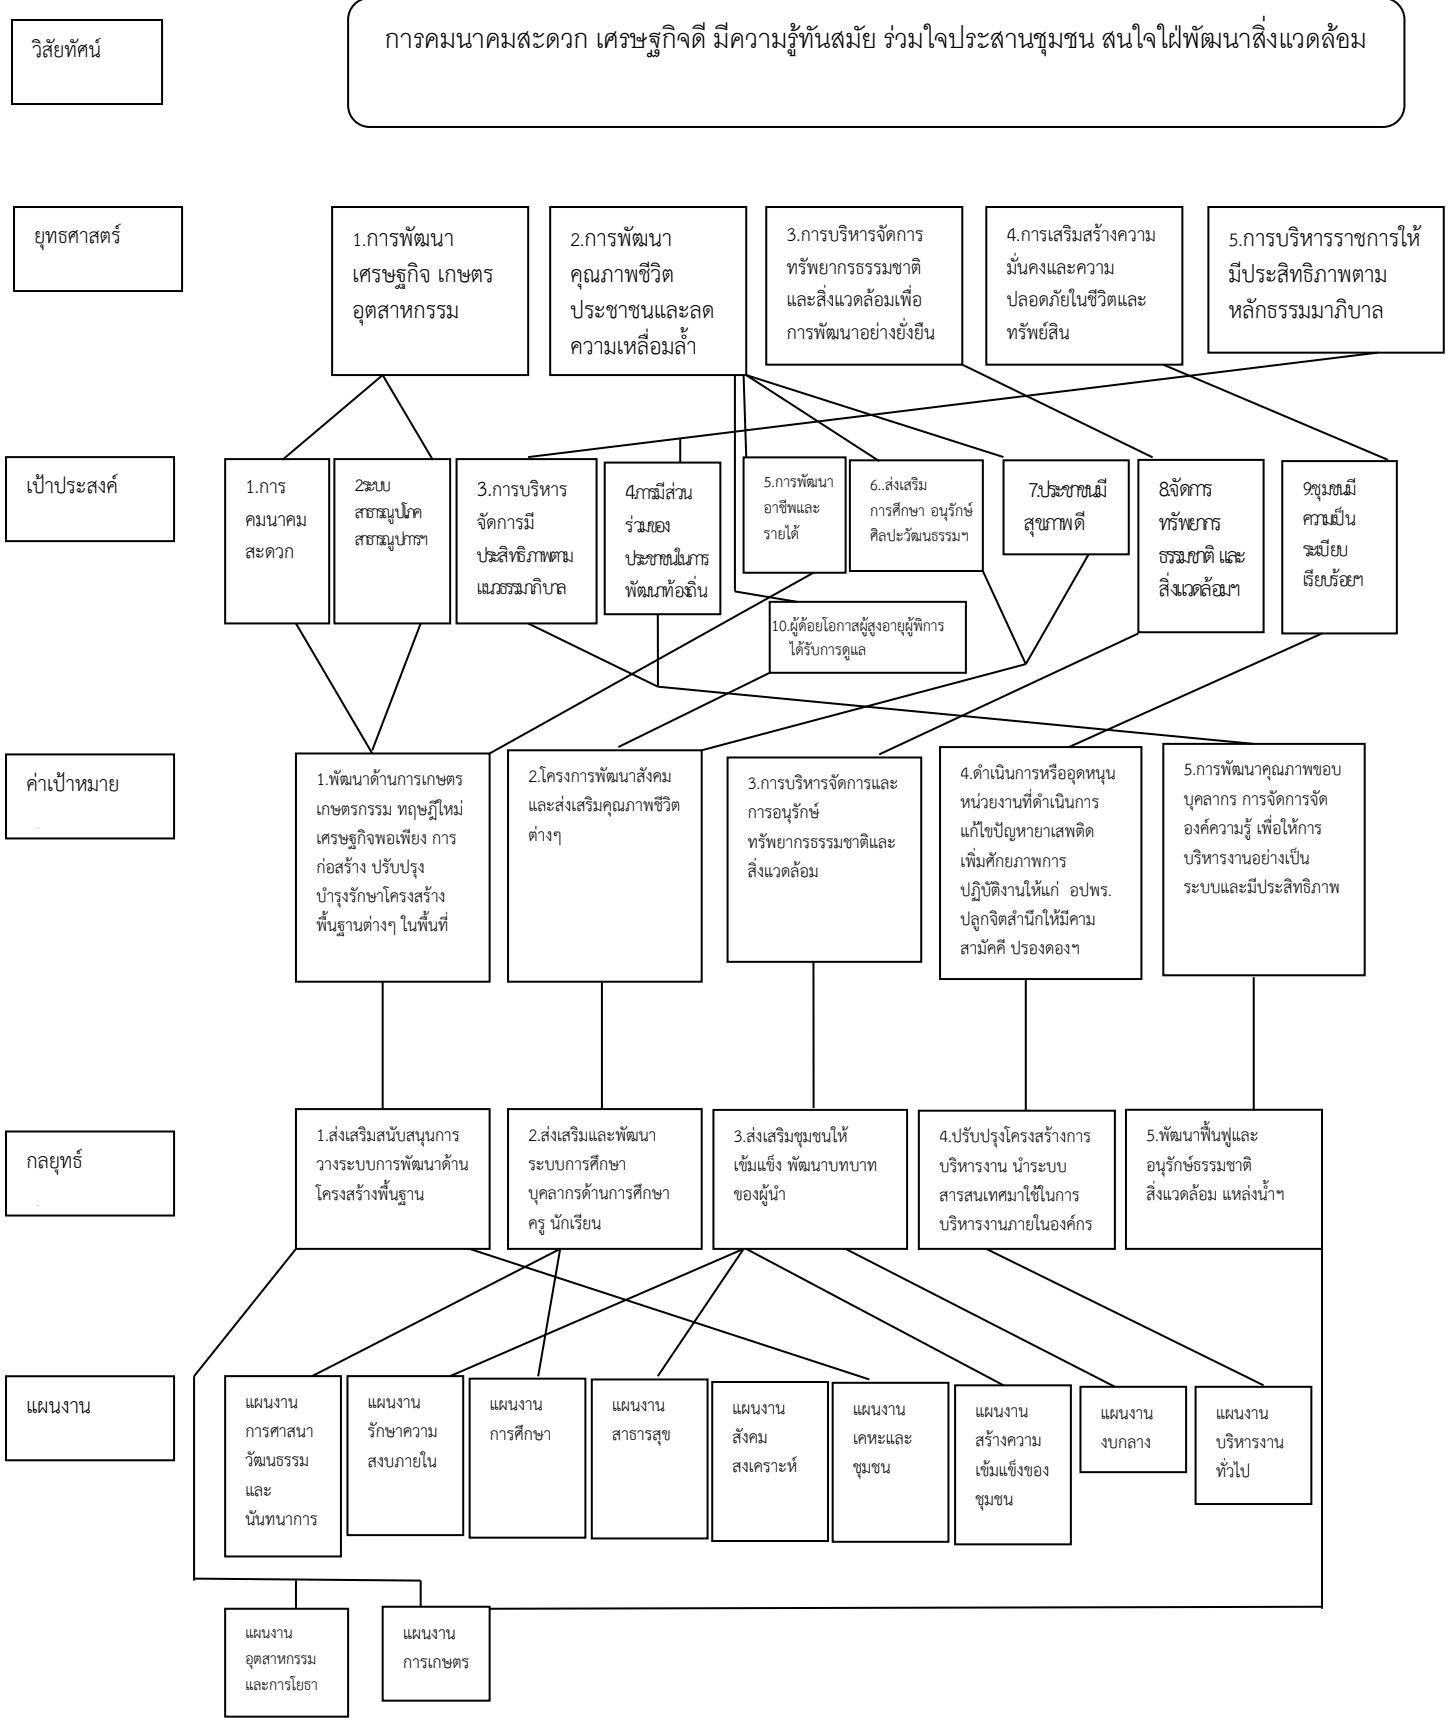 วิสัยทัศน์
การคมนาคมสะดวก เศรษฐกิจดี มีความรู้ทันสมัย ร่วมใจประสานชุมชน สนใจใฝ่พัฒนาสิ่งแวดล้อม
ยุทธศาสตร์
1.การพัฒนา
เศรษฐกิจ เกษตร
อุตสาหกรรม
2.การพัฒนา
คุณภาพชีวิต
ประชาชนและลด
ความเหลื่อมล้ำ
3.การบริหารจัดการ
ทรัพยากรธรรมชาติ
และสิ่งแวดล้อมเพื่อ
การพัฒนาอย่างยั่งยืน
4.การเสริมสร้างความ
มั่นคงและความ
ปลอดภัยในชีวิตและ
ทรัพย์สิน
5.การบริหารราชการให้
มีประสิทธิภาพตาม
หลักธรรมมาภิบาล
เป้าประสงค์
1.การ
คมนาคม
สะดวก
2.ระบบ
สาธารณูปโภค
สาธารณูปการฯ
3.การบริหาร
จัดการมี
ประสิทธิภาพตาม
แนวธรรมาภิบาล
4.การมีส่วน
ร่วมของ
ประชาชนในการ
พัฒนาท้องถิ่น
5.การพัฒนา
อาชีพและ
รายได้
6..ส่งเสริม
การศึกษา อนุรักษ์
ศิลปะวัฒนธรรมฯ
7.ประชาชนมี
สุขภาพดี
8.จัดการ
ทรัพยากร
ธรรมชาติ และ
สิ่งแวดล้อมฯ
9.ชุมชนมี
ความเป็น
ระเบียบ
เรียบร้อยฯ
10.ผู้ด้อยโอกาสผู้สูงอายุผู้พิการ
ได้รับการดูแล
ค่าเป้าหมาย
1.พัฒนาด้านการเกษตร
เกษตรกรรม ทฤษฎีใหม่
เศรษฐกิจพอเพียง การ
ก่อสร้าง ปรับปรุง
บำรุงรักษาโครงสร้าง
พื้นฐานต่างๆ ในพื้นที่
2.โครงการพัฒนาสังคม
และส่งเสริมคุณภาพชีวิต
ต่างๆ
3.การบริหารจัดการและ
การอนุรักษ์
ทรัพยากรธรรมชาติและ
สิ่งแวดล้อม
4.ดำเนินการหรืออุดหนุน
หน่วยงานที่ดำเนินการ
แก้ไขปัญหายาเสพติด
เพิ่มศักยภาพการ
ปฏิบัติงานให้แก่ อปพร.
ปลูกจิตสำนึกให้มีคาม
สามัคคี ปรองดองฯ
5.การพัฒนาคุณภาพขอบ
บุคลากร การจัดการจัด
องค์ความรู้ เพื่อให้การ
บริหารงานอย่างเป็น
ระบบและมีประสิทธิภาพ
กลยุทธ์
1.ส่งเสริมสนับสนุนการ
วางระบบการพัฒนาด้าน
โครงสร้างพื้นฐาน
2.ส่งเสริมและพัฒนา
ระบบการศึกษา
บุคลากรด้านการศึกษา
ครู นักเรียน
3.ส่งเสริมชุมชนให้
เข้มแข็ง พัฒนาบทบาท
ของผู้นำ
4.ปรับปรุงโครงสร้างการ
บริหารงาน นำระบบ
สารสนเทศมาใช้ในการ
บริหารงานภายในองค์กร
5.พัฒนาฟื้นฟูและ
อนุรักษ์ธรรมชาติ
สิ่งแวดล้อม แหล่งน้ำฯ
แผนงาน
แผนงาน
การศาสนา
วัฒนธรรม
และ
นันทนาการ
แผนงาน
รักษาความ
สงบภายใน
แผนงาน
การศึกษา
แผนงาน
สาธารสุข
แผนงาน
สังคม
สงเคราะห์
แผนงาน
เคหะและ
ชุมชน
แผนงาน
สร้างความ
เข้มแข็งของ
ชุมชน
แผนงาน
งบกลาง
แผนงาน
บริหารงาน
ทั่วไป
แผนงาน
อุตสาหกรรม
และการโยธา
แผนงาน
การเกษตร